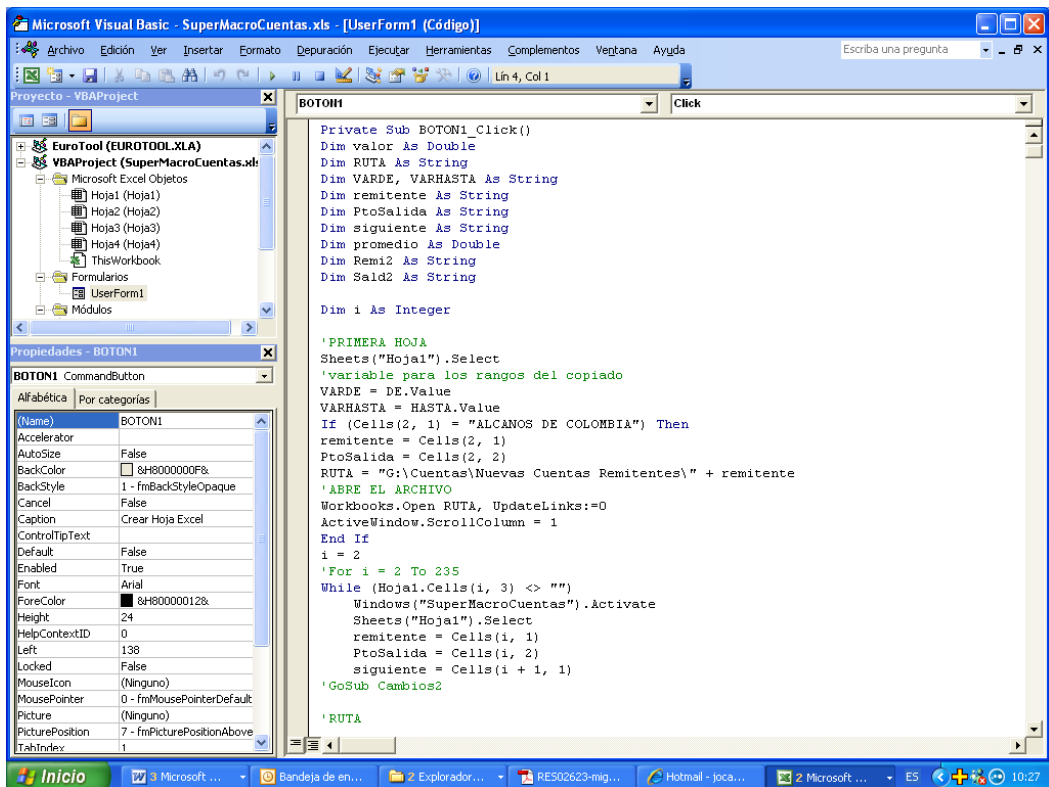 Microsoft Visual Basic - SuperMacroCuentas.xls - [UserForm1 (Código)]
Archivo Edición Ver Insertar Formato Depuración Ejecutar Herramientas Complementos Ventana Ayuda Escriba una pregunta
Lín 4, Col 1
Proyecto - VBAProject
EuroTool (EUROTOOL.XLA)
VBAProject (SuperMacroCuentas.xls
Microsoft Excel Objetos
Hoja1 (Hoja1)
Hoja2 (Hoja2)
Hoja3 (Hoja3)
Hoja4 (Hoja4)
ThisWorkbook
Formularios
UserForm1
Módulos
Propiedades - BOTON1
BOTON1 CommandButton
Alfabética Por categorías
(Name) BOTON1
Accelerator
AutoSize False
BackColor &H8000000F&
BackStyle 1 - fmBackStyleOpaque
Cancel False
Caption Crear Hoja Excel
ControlTipText
Default False
Enabled True
Font Arial
ForeColor &H80000012&
Height 24
HelpContextID 0
Left 138
Locked False
MouseIcon (Ninguno)
MousePointer 0 - fmMousePointerDefault
Picture (Ninguno)
PicturePosition 7 - fmPicturePositionAbove
TabIndex 1
BOTON1 Click
Private Sub BOTON1_Click()
Dim valor As Double
Dim RUTA As String
Dim VARDE, VARHASTA As String
Dim remitente As String
Dim PtoSalida As String
Dim siguiente As String
Dim promedio As Double
Dim Remi2 As String
Dim Sald2 As String
Dim i As Integer
'PRIMERA HOJA
Sheets("Hoja1").Select
'variable para los rangos del copiado
VARDE = DE.Value
VARHASTA = HASTA.Value
If (Cells(2, 1) = "ALCANOS DE COLOMBIA") Then
remitente = Cells(2, 1)
PtoSalida = Cells(2, 2)
RUTA = "G:\Cuentas\Nuevas Cuentas Remitentes\" + remitente
'ABRE EL ARCHIVO
Workbooks.Open RUTA, UpdateLinks:=0
ActiveWindow.ScrollColumn = 1
End If
i = 2
'For i = 2 To 235
While (Hoja1.Cells(i, 3) <> "")
Windows("SuperMacroCuentas").Activate
Sheets("Hoja1").Select
remitente = Cells(i, 1)
PtoSalida = Cells(i, 2)
siguiente = Cells(i + 1, 1)
'GoSub Cambios2
'RUTA
Inicio 3 Microsoft ... Bandeja de en... 2 Explorador... RES02623-mig... Hotmail - joca... 2 Microsoft ... ES 10:27